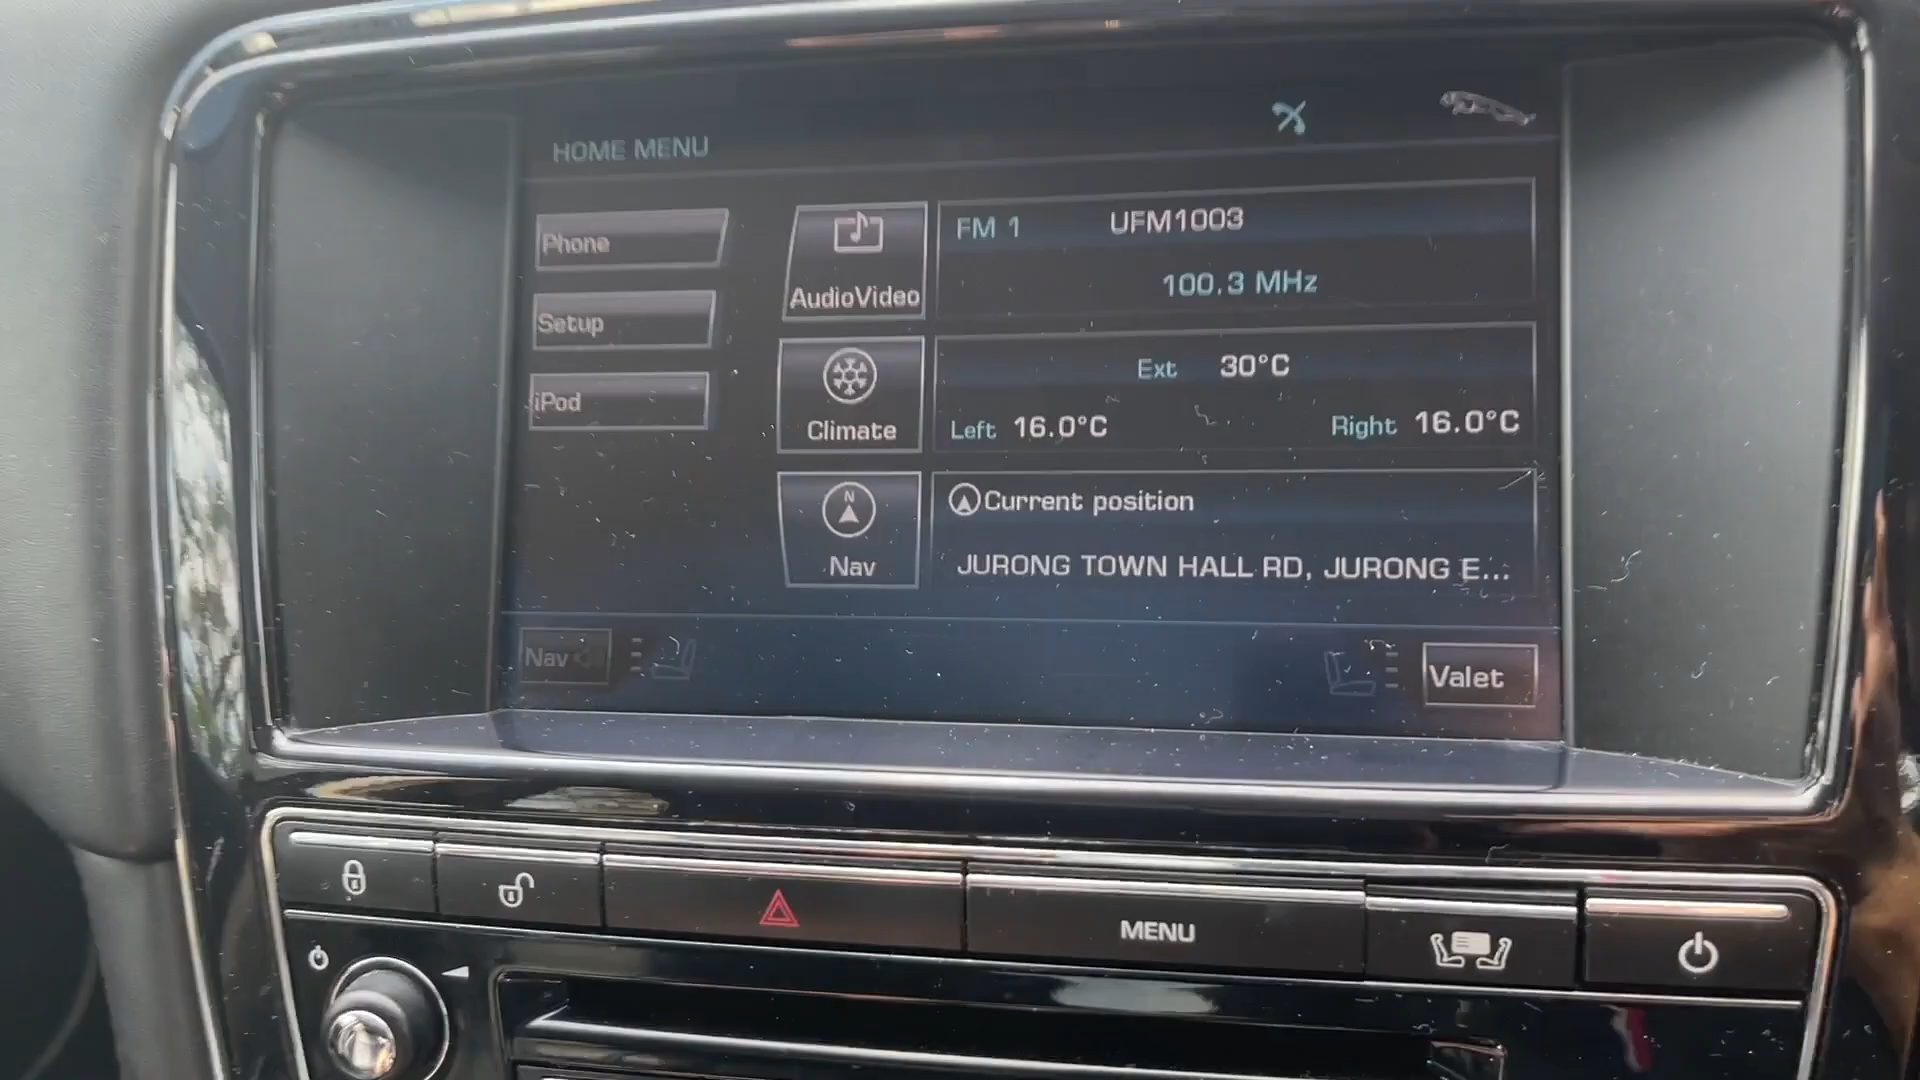 HOME MENU
Phone
Setup
iPod
AudioVideo
FM 1 UFM1003
100.3 MHz
Climate
Ext 30°C
Left 16.0°C Right 16.0°C
N
Nav
Current position
JURONG TOWN HALL RD, JURONG E...
Nav
Valet
MENU